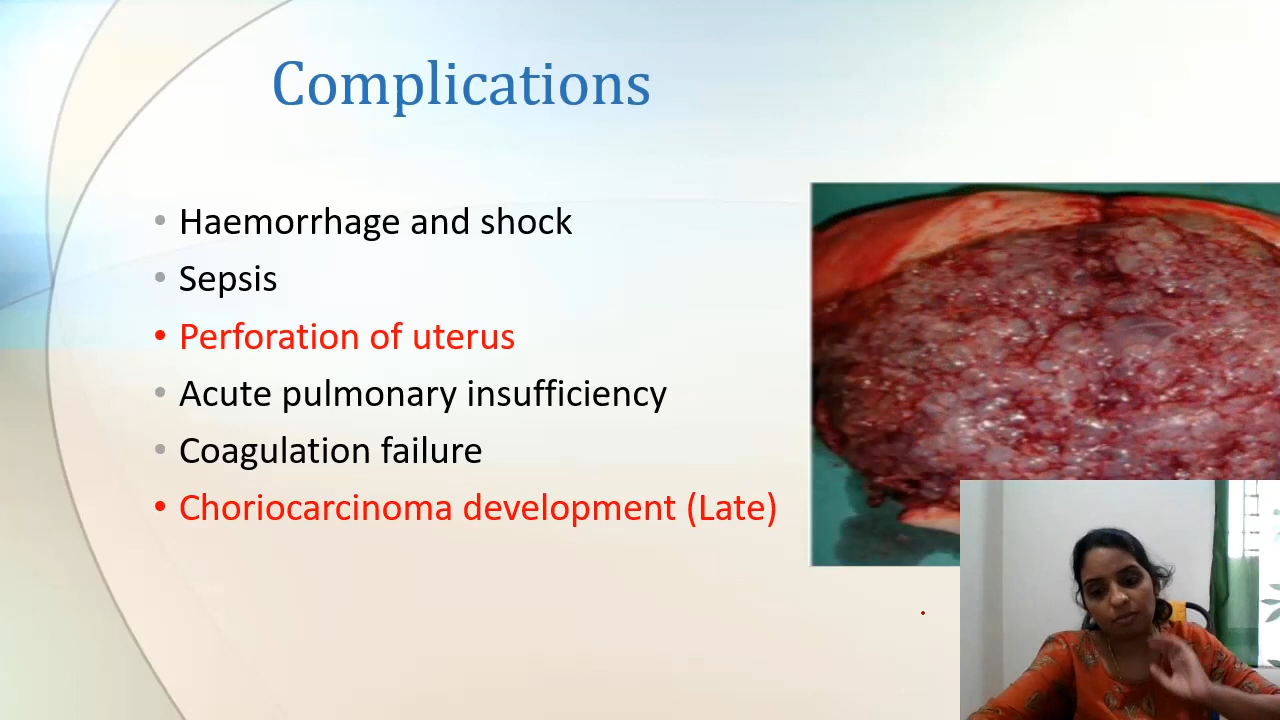 Complications
• Haemorrhage and shock
• Sepsis
• Perforation of uterus
• Acute pulmonary insufficiency
• Coagulation failure
• Choriocarcinoma development (Late)